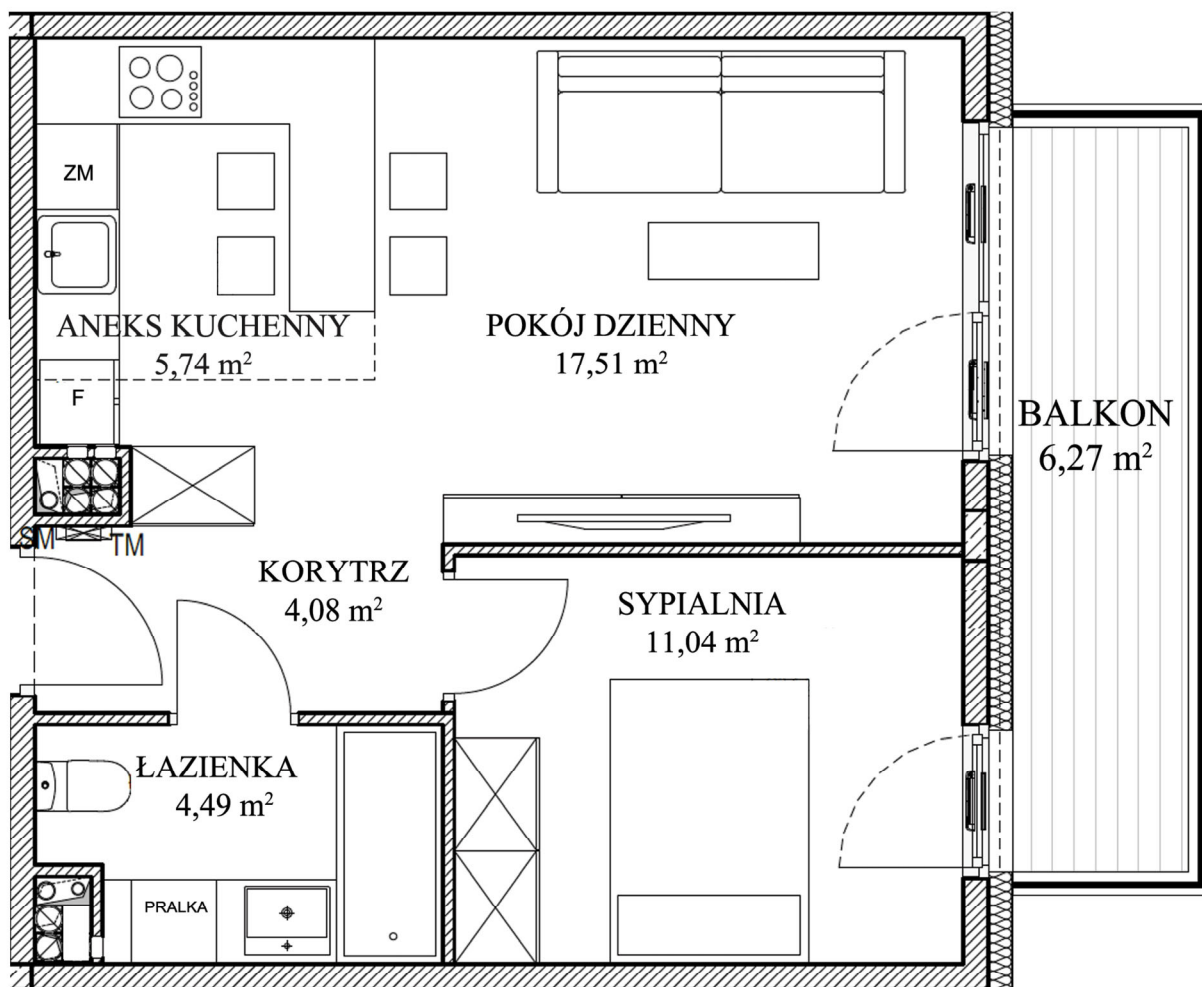 ZM
ANEKS KUCHENNY
5,74 m²
POKÓJ DZIENNY
17,51 m²
F
BALKON
6,27 m²
SM
TM
KORYTRZ
4,08 m²
SYPIALNIA
11,04 m²
ŁAZIENKA
4,49 m²
PRALKA